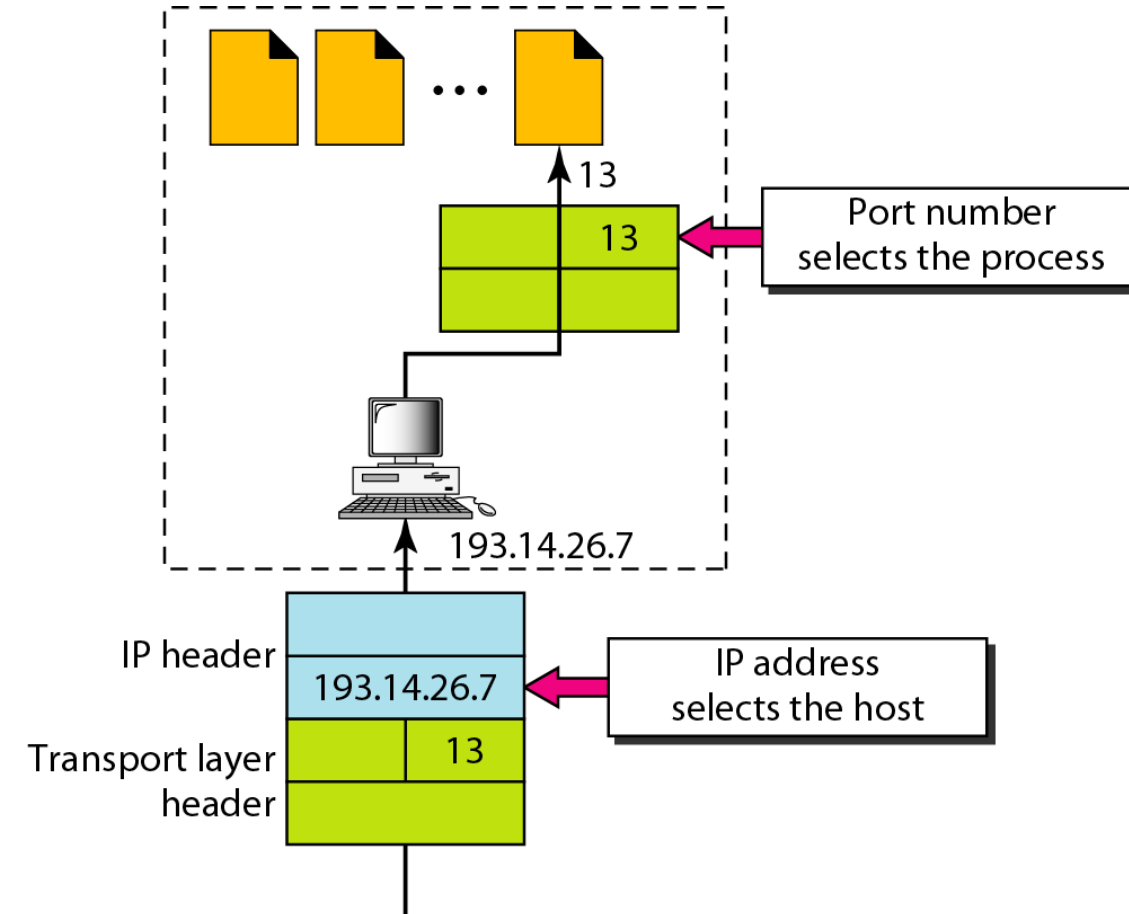 13
13
Port number
selects the process
193.14.26.7
IP header
193.14.26.7
IP address
selects the host
Transport layer
header
13